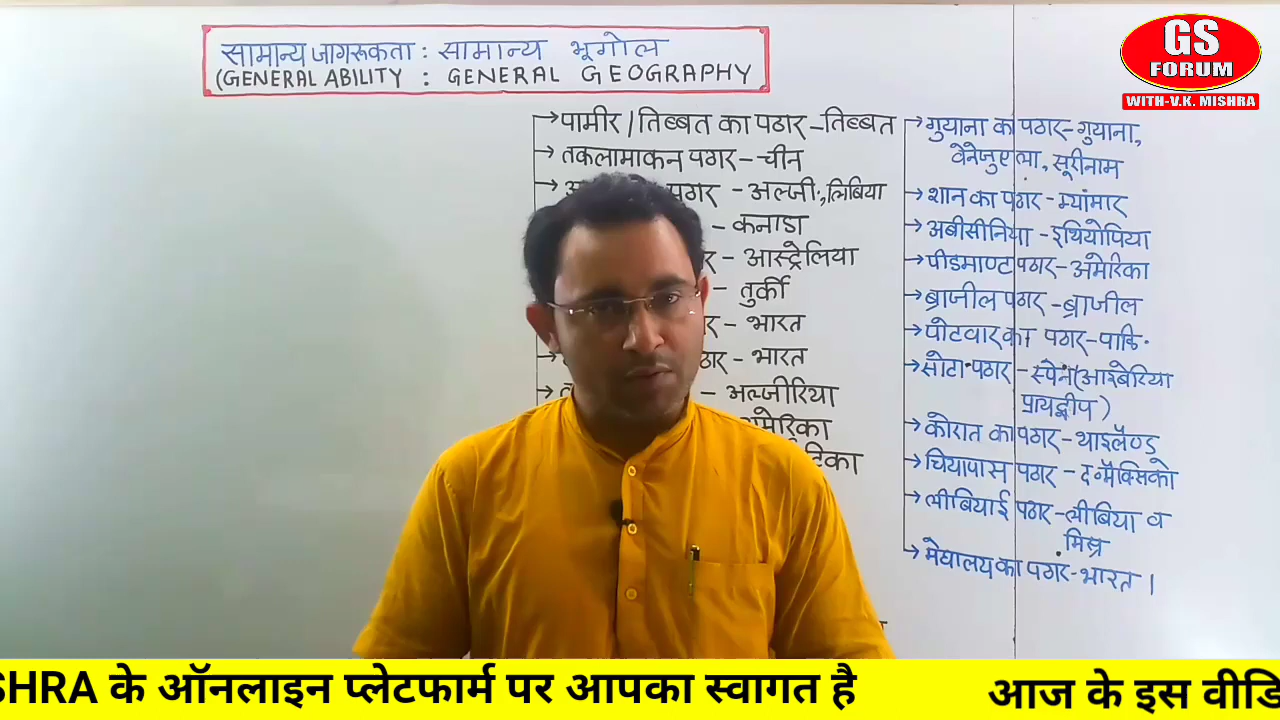 सामान्य जागरूकता : सामान्य भूगोल
(GENERAL ABILITY : GENERAL GEOGRAPHY
GS
FORUM
WITH-V.K. MISHRA
पामीर / तिब्बत का पठार – तिब्बत
तकलामाकन पठार – चीन
पठार - अल्जी॰, लिबिया
- कनाडा
- आस्ट्रेलिया
- तुर्की
- भारत
- भारत
- अल्जीरिया
गुयाना का पठार - गुयाना,
वेनेजुएला, सूरीनाम
शान का पठार - म्यांमार
अबीसीनिया - इथियोपिया
पीडमाण्ट पठार - अमेरिका
ब्राजील पठार - ब्राजील
पोटवार का पठार - पाकि॰
मेसेटा पठार - स्पेन (आइबेरिया
प्रायद्वीप)
कोरात का पठार - थाइलैण्ड
चियापास पठार - द॰ मैक्सिको
लीबियाई पठार - लीबिया व
मिस्र
मेघालय का पठार - भारत।
SHRA के ऑनलाइन प्लेटफार्म पर आपका स्वागत है आज के इस वीडि